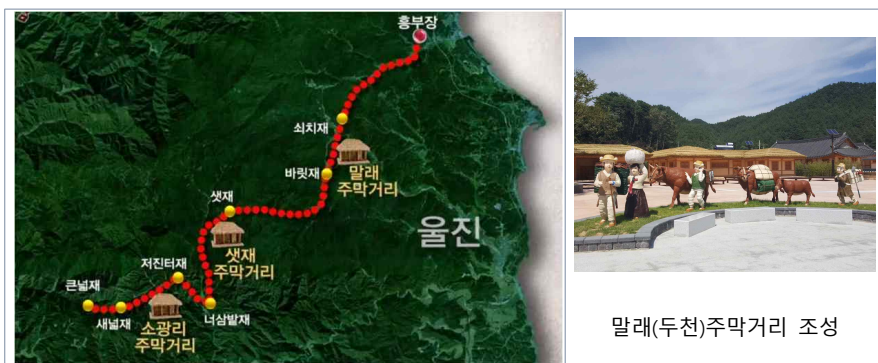 흥부장
쇠치재
바릿재
말래
주막거리
샛재
울진
샛재
주막거리
저진터재
큰넓재
새넓재
소광리
주막거리
너삼밭재
말래(두천)주막거리 조성